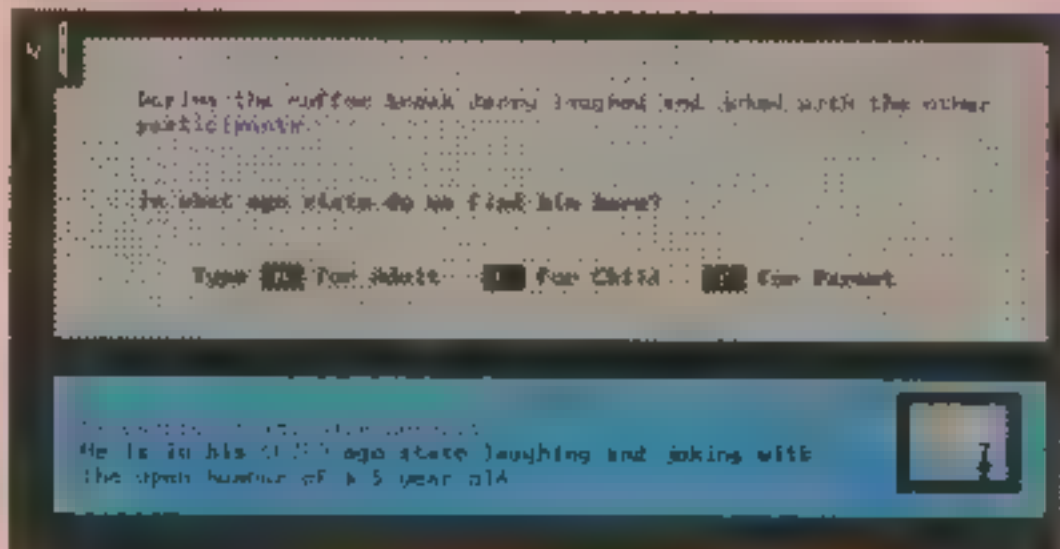 During the coffee break Jerry laughed and joked with the other
participants.
In what ego state do we find him here?
Type for Adult for Child for Parent
He is in his ego state laughing and joking with
the open humour of a 5 year old